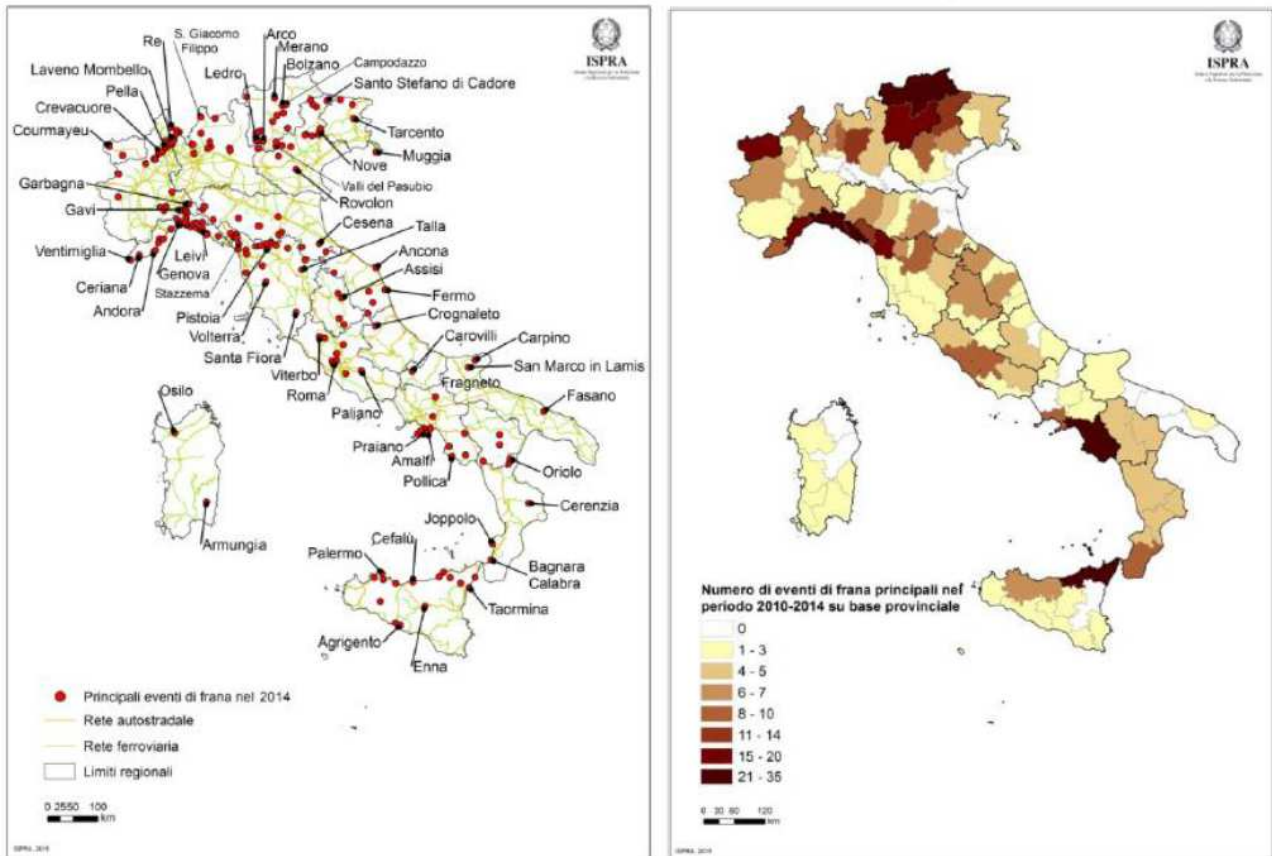 ISPRA
S. Giacomo
Filippo
Re
Arco
Merano
Bolzano
Campodazzo
Ledro
Santo Stefano di Cadore
Laveno Mombello
Pella
Crevacuore
Courmayeu
Tarcento
Muggia
Nove
Valli del Pasubio
Rovolon
Garbagna
Gavi
Cesena
Talla
Ventimiglia
Ancona
Leivi
Genova
Assisi
Ceriana
Stazzema
Andora
Fermo
Pistoia
Crognaleto
Volterra
Carovilli
Carpino
Santa Fiora
San Marco in Lamis
Viterbo
Fragneto
Roma
Paliano
Fasano
Osilo
Praiano
Amalfi
Pollica
Oriolo
Cerenzia
Armungia
Joppolo
Cefalù
Palermo
Bagnara
Calabra
Taormina
Agrigento
Enna
Principali eventi di frana nel 2014
Rete autostradale
Rete ferroviaria
Limiti regionali
0 2550 100
km
ISPRA, 2015
ISPRA
Numero di eventi di frana principali nel
periodo 2010-2014 su base provinciale
0
1 - 3
4 - 5
6 - 7
8 - 10
11 - 14
15 - 20
21 - 35
0 30 60 120
km
ISPRA, 2015